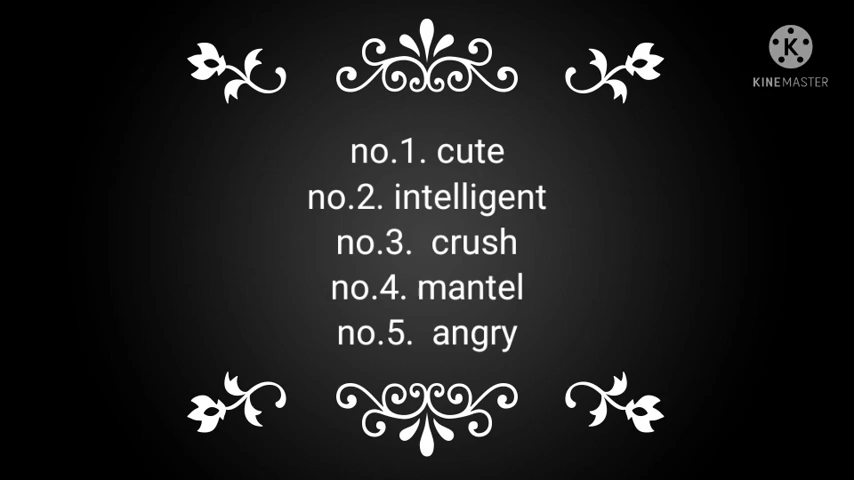 K
KINEMASTER
no.1. cute
no.2. intelligent
no.3.  crush
no.4. mantel
no.5.  angry